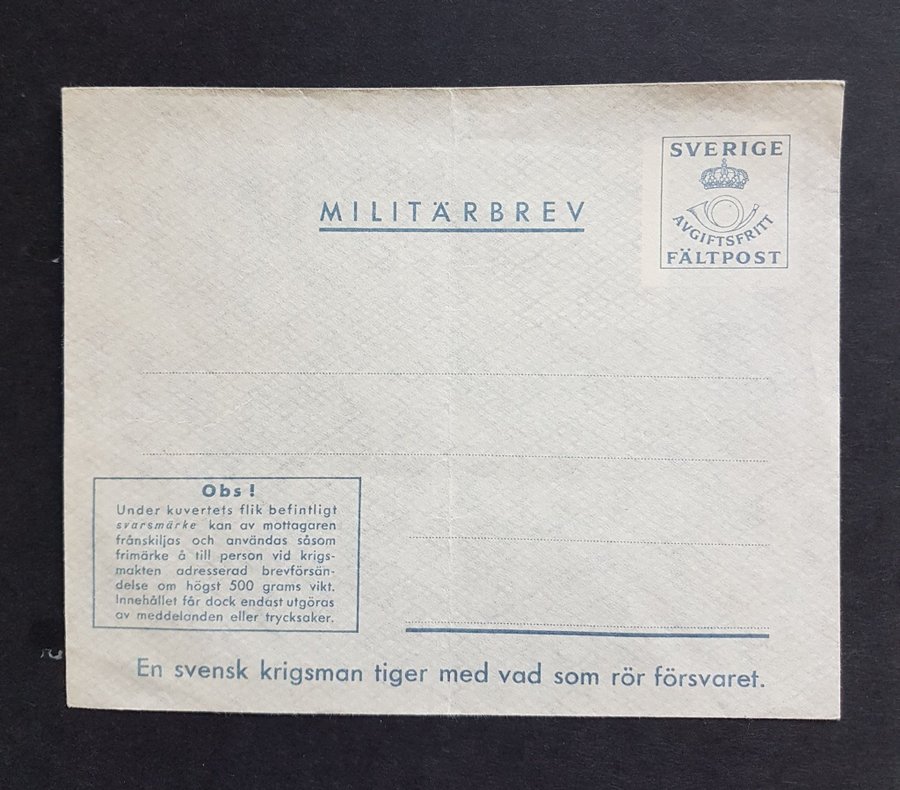 SVERIGE
MILITÄRBREV
AVGIFTSFRITT
FÄLTPOST
Obs!
Under kuvertets flik befintligt
svarsmärke kan av mottagaren
frånskiljas och användas såsom
frimärke å till person vid krigs-
makten adresserad brevförsän-
delse om högst 500 grams vikt.
Innehållet får dock endast utgöras
av meddelanden eller trycksaker.
En svensk krigsman tiger med vad som rör försvaret.